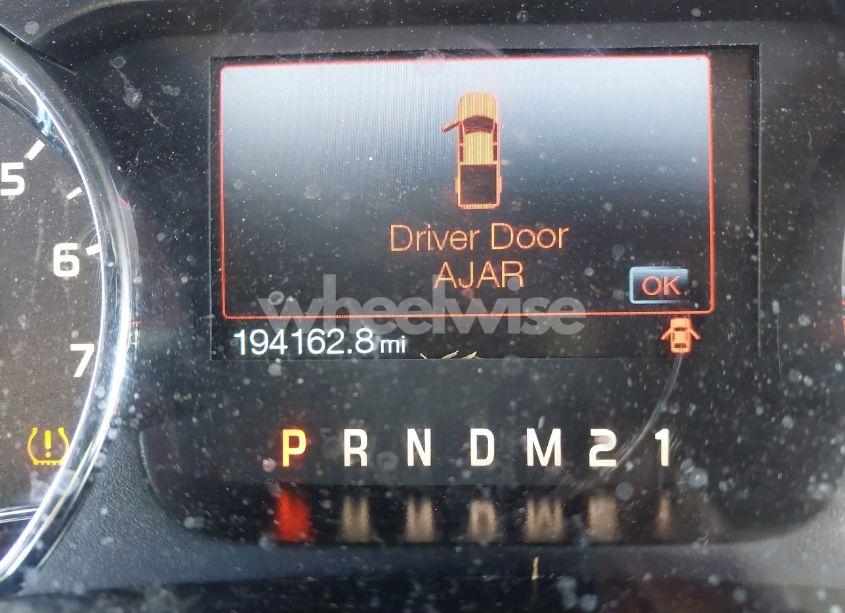 5
6
7
Driver Door
AJAR
OK
wheelwise
194162.8 mi
P R N D M 2 1